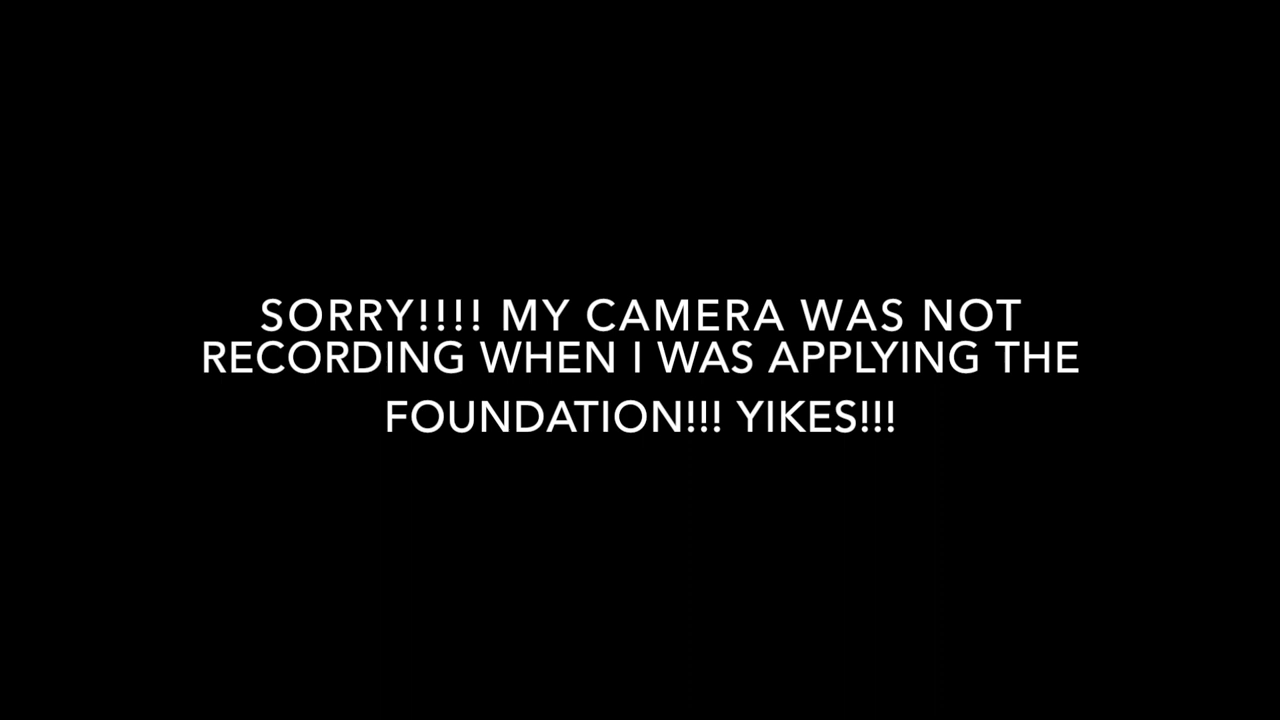 SORRY!!!! MY CAMERA WAS NOT
RECORDING WHEN I WAS APPLYING THE
FOUNDATION!!! YIKES!!!